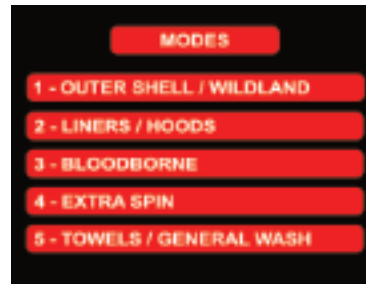 MODES
1 - OUTER SHELL / WILDLAND
2 - LINERS / HOODS
3 - BLOODBORNE
4 - EXTRA SPIN
5 - TOWELS / GENERAL WASH